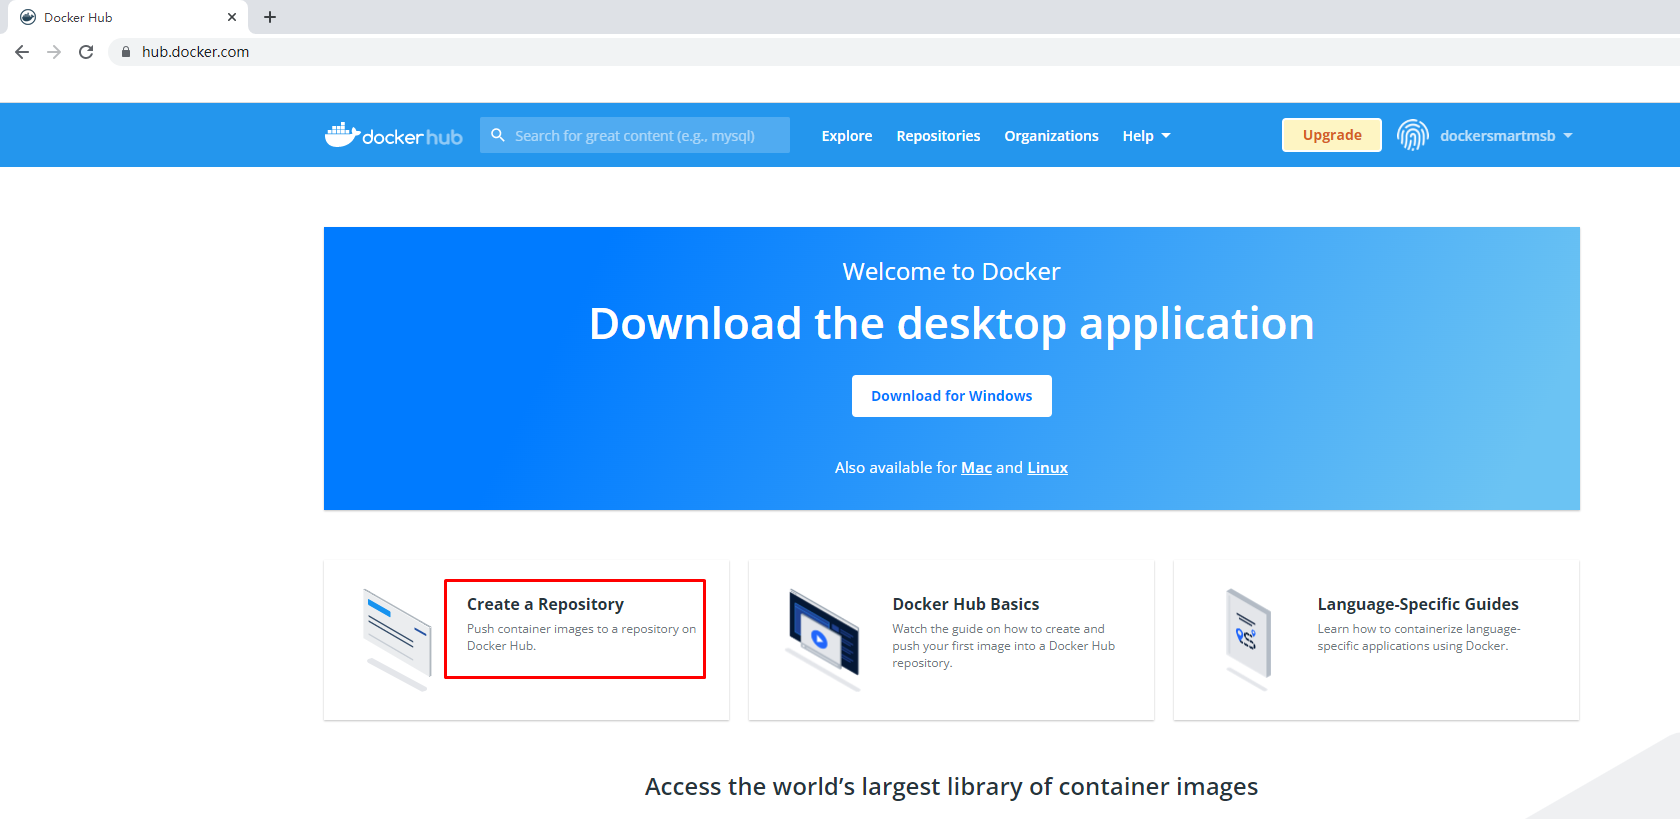 Docker Hub
hub.docker.com
docker hub
Search for great content (e.g., mysql)
Explore
Repositories
Organizations
Help
Upgrade
dockersmartmsb
Welcome to Docker
Download the desktop application
Download for Windows
Also available for Mac and Linux
Create a Repository
Push container images to a repository on
Docker Hub.
Docker Hub Basics
Watch the guide on how to create and
push your first image into a Docker Hub
repository.
Language-Specific Guides
Learn how to containerize language-
specific applications using Docker.
Access the world’s largest library of container images